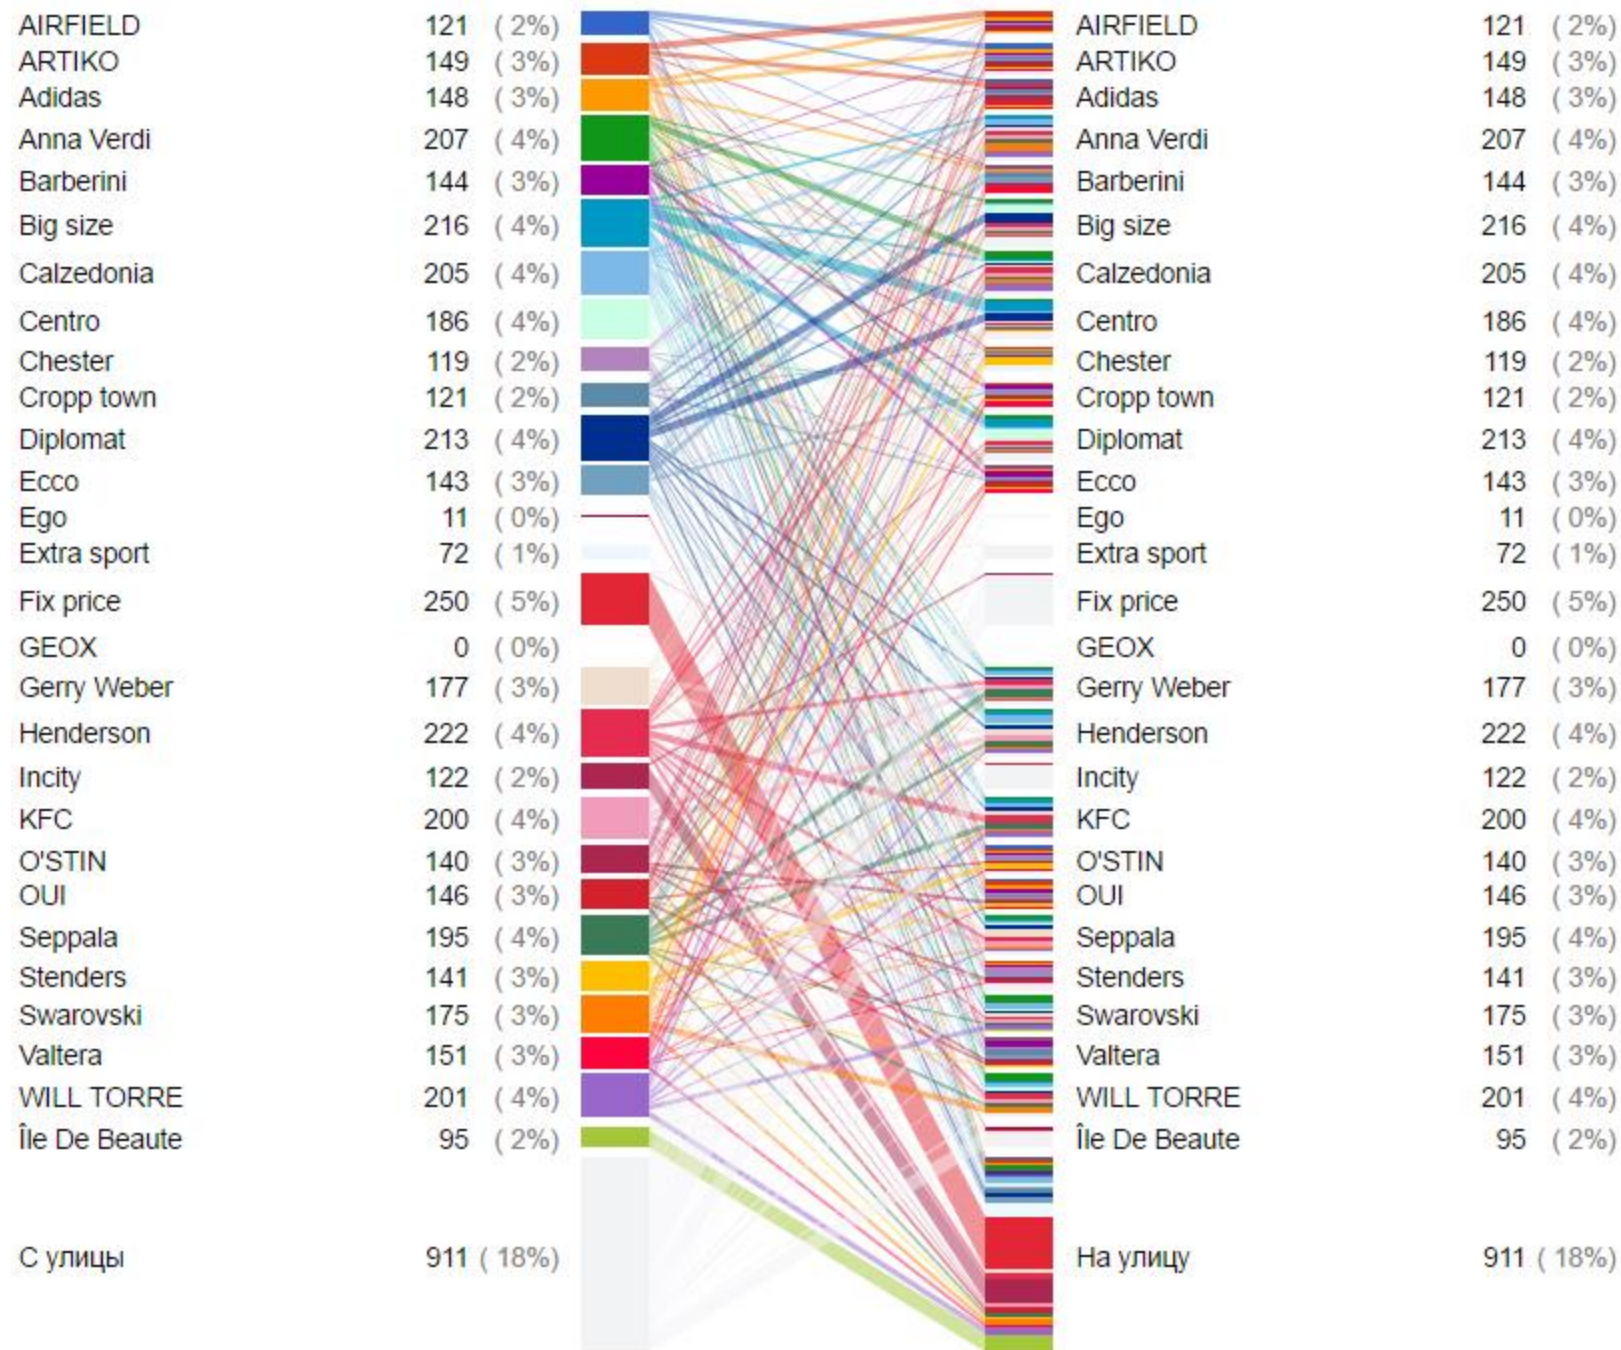 AIRFIELD 121 ( 2%) AIRFIELD 121 ( 2%)
ARTIKO 149 ( 3%) ARTIKO 149 ( 3%)
Adidas 148 ( 3%) Adidas 148 ( 3%)
Anna Verdi 207 ( 4%) Anna Verdi 207 ( 4%)
Barberini 144 ( 3%) Barberini 144 ( 3%)
Big size 216 ( 4%) Big size 216 ( 4%)
Calzedonia 205 ( 4%) Calzedonia 205 ( 4%)
Centro 186 ( 4%) Centro 186 ( 4%)
Chester 119 ( 2%) Chester 119 ( 2%)
Cropp town 121 ( 2%) Cropp town 121 ( 2%)
Diplomat 213 ( 4%) Diplomat 213 ( 4%)
Ecco 143 ( 3%) Ecco 143 ( 3%)
Ego 11 ( 0%) Ego 11 ( 0%)
Extra sport 72 ( 1%) Extra sport 72 ( 1%)
Fix price 250 ( 5%) Fix price 250 ( 5%)
GEOX 0 ( 0%) GEOX 0 ( 0%)
Gerry Weber 177 ( 3%) Gerry Weber 177 ( 3%)
Henderson 222 ( 4%) Henderson 222 ( 4%)
Incity 122 ( 2%) Incity 122 ( 2%)
KFC 200 ( 4%) KFC 200 ( 4%)
O'STIN 140 ( 3%) O'STIN 140 ( 3%)
OUI 146 ( 3%) OUI 146 ( 3%)
Seppala 195 ( 4%) Seppala 195 ( 4%)
Stenders 141 ( 3%) Stenders 141 ( 3%)
Swarovski 175 ( 3%) Swarovski 175 ( 3%)
Valtera 151 ( 3%) Valtera 151 ( 3%)
WILL TORRE 201 ( 4%) WILL TORRE 201 ( 4%)
Île De Beaute 95 ( 2%) Île De Beaute 95 ( 2%)
С улицы 911 ( 18%) На улицу 911 ( 18%)